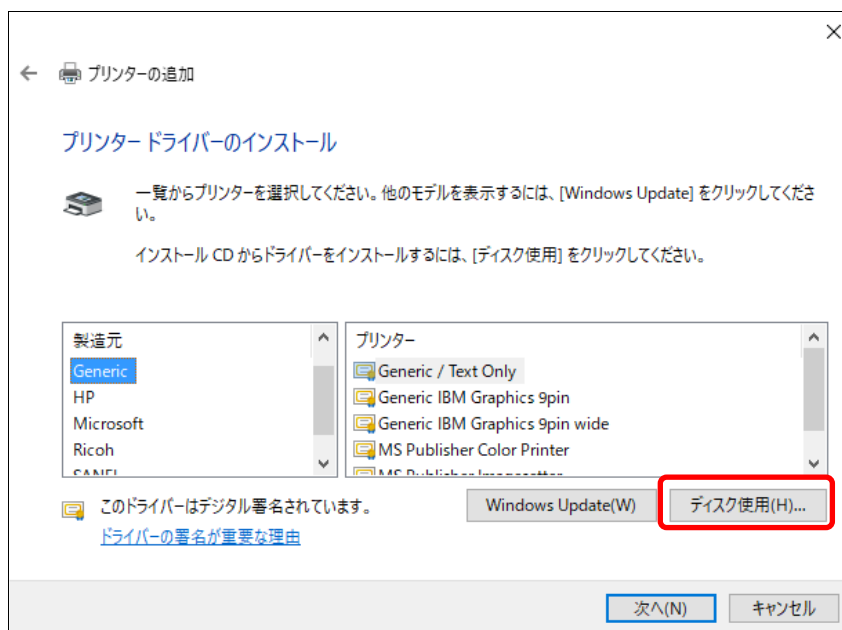 プリンターの追加
プリンター ドライバーのインストール
一覧からプリンターを選択してください。他のモデルを表示するには、[Windows Update] をクリックしてくださ
い。
インストール CD からドライバーをインストールするには、[ディスク使用] をクリックしてください。
製造元
Generic
HP
Microsoft
Ricoh
プリンター
Generic / Text Only
Generic IBM Graphics 9pin
Generic IBM Graphics 9pin wide
MS Publisher Color Printer
このドライバーはデジタル署名されています。
ドライバーの署名が重要な理由
Windows Update(W)
ディスク使用(H)...
次へ(N)
キャンセル